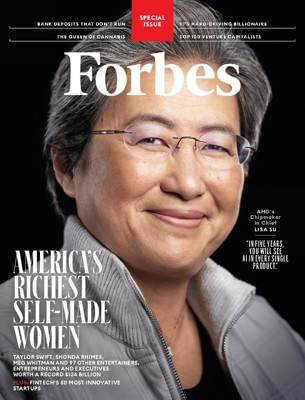 BANK DEPOSITS THAT DON'T RUN
SPECIAL
ISSUE
F1'S HARD-DRIVING BILLIONAIRE
THE QUEEN OF CANNABIS
TOP 100 VENTURE CAPITALISTS
Forbes
AMD's
Chipmaker
in Chief
LISA SU
"IN FIVE YEARS,
YOU WILL SEE
AI IN EVERY SINGLE
PRODUCT."
AMERICA'S
RICHEST
SELF-MADE
WOMEN
TAYLOR SWIFT, SHONDA RHIMES,
MEG WHITMAN AND 97 OTHER ENTERTAINERS,
ENTREPRENEURS AND EXECUTIVES
WORTH A RECORD $124 BILLION
PLUS: FINTECH'S 50 MOST INNOVATIVE
STARTUPS